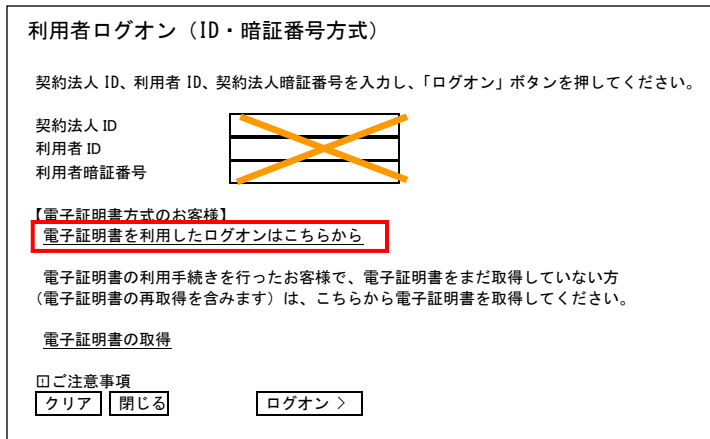 利用者ログオン（ID・暗証番号方式）
契約法人 ID、利用者 ID、契約法人暗証番号を入力し、「ログオン」ボタンを押してください。
契約法人 ID
利用者 ID
利用者暗証番号
【電子証明書方式のお客様】
電子証明書を利用したログオンはこちらから
電子証明書の利用手続きを行ったお客様で、電子証明書をまだ取得していない方
（電子証明書の再取得を含みます）は、こちらから電子証明書を取得してください。
電子証明書の取得
ご注意事項
クリア 閉じる ログオン 〉